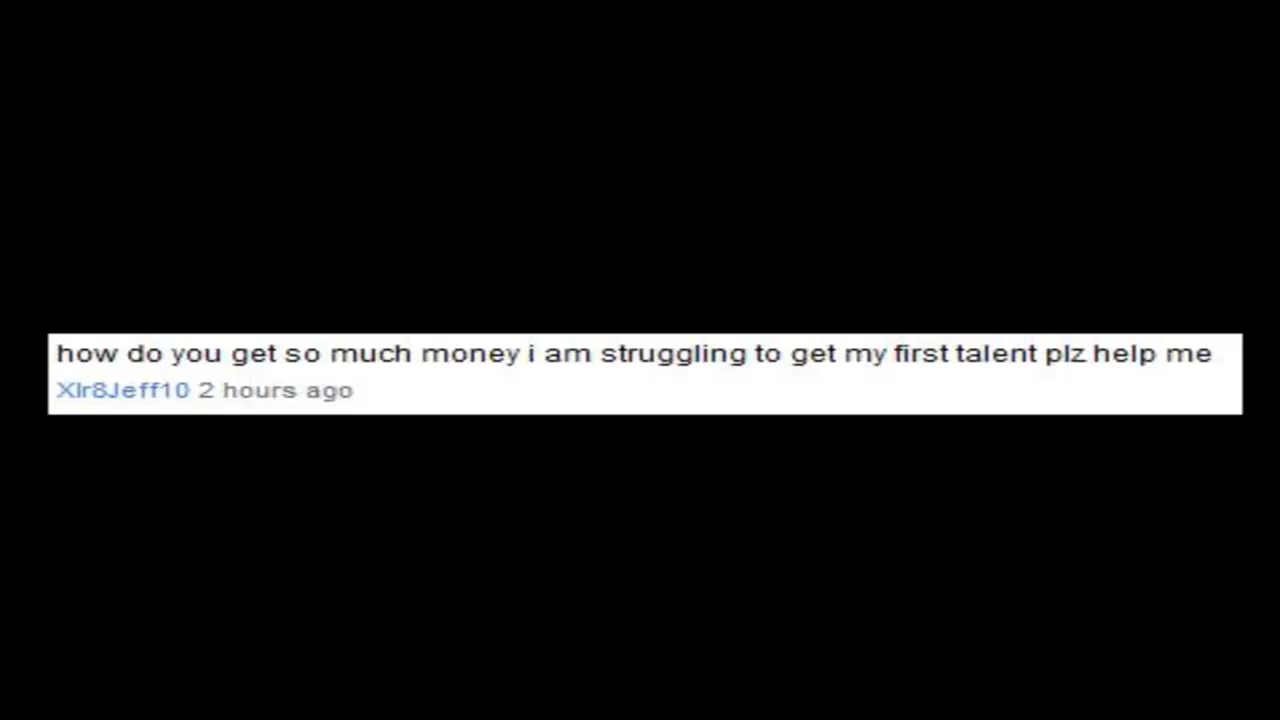 how do you get so much money i am struggling to get my first talent plz help me
Xlr8Jeff10 2 hours ago